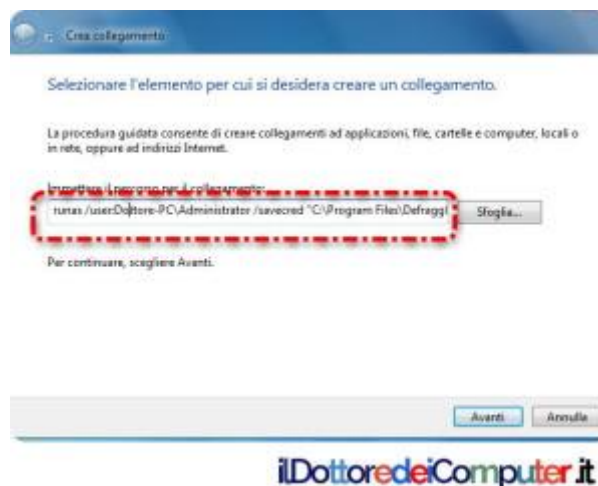 Crea collegamento
Selezionare l'elemento per cui si desidera creare un collegamento.
La procedura guidata consente di creare collegamenti ad applicazioni, file, cartelle e computer, locali o
in rete, oppure ad indirizzi Internet.
Immettere il percorso per il collegamento:
runas /user:Dottore-PC\Administrator /savecred "C:\Program Files\Defraggl
Sfoglia...
Per continuare, scegliere Avanti.
Avanti
Annulla
ilDottoredeiComputer.it